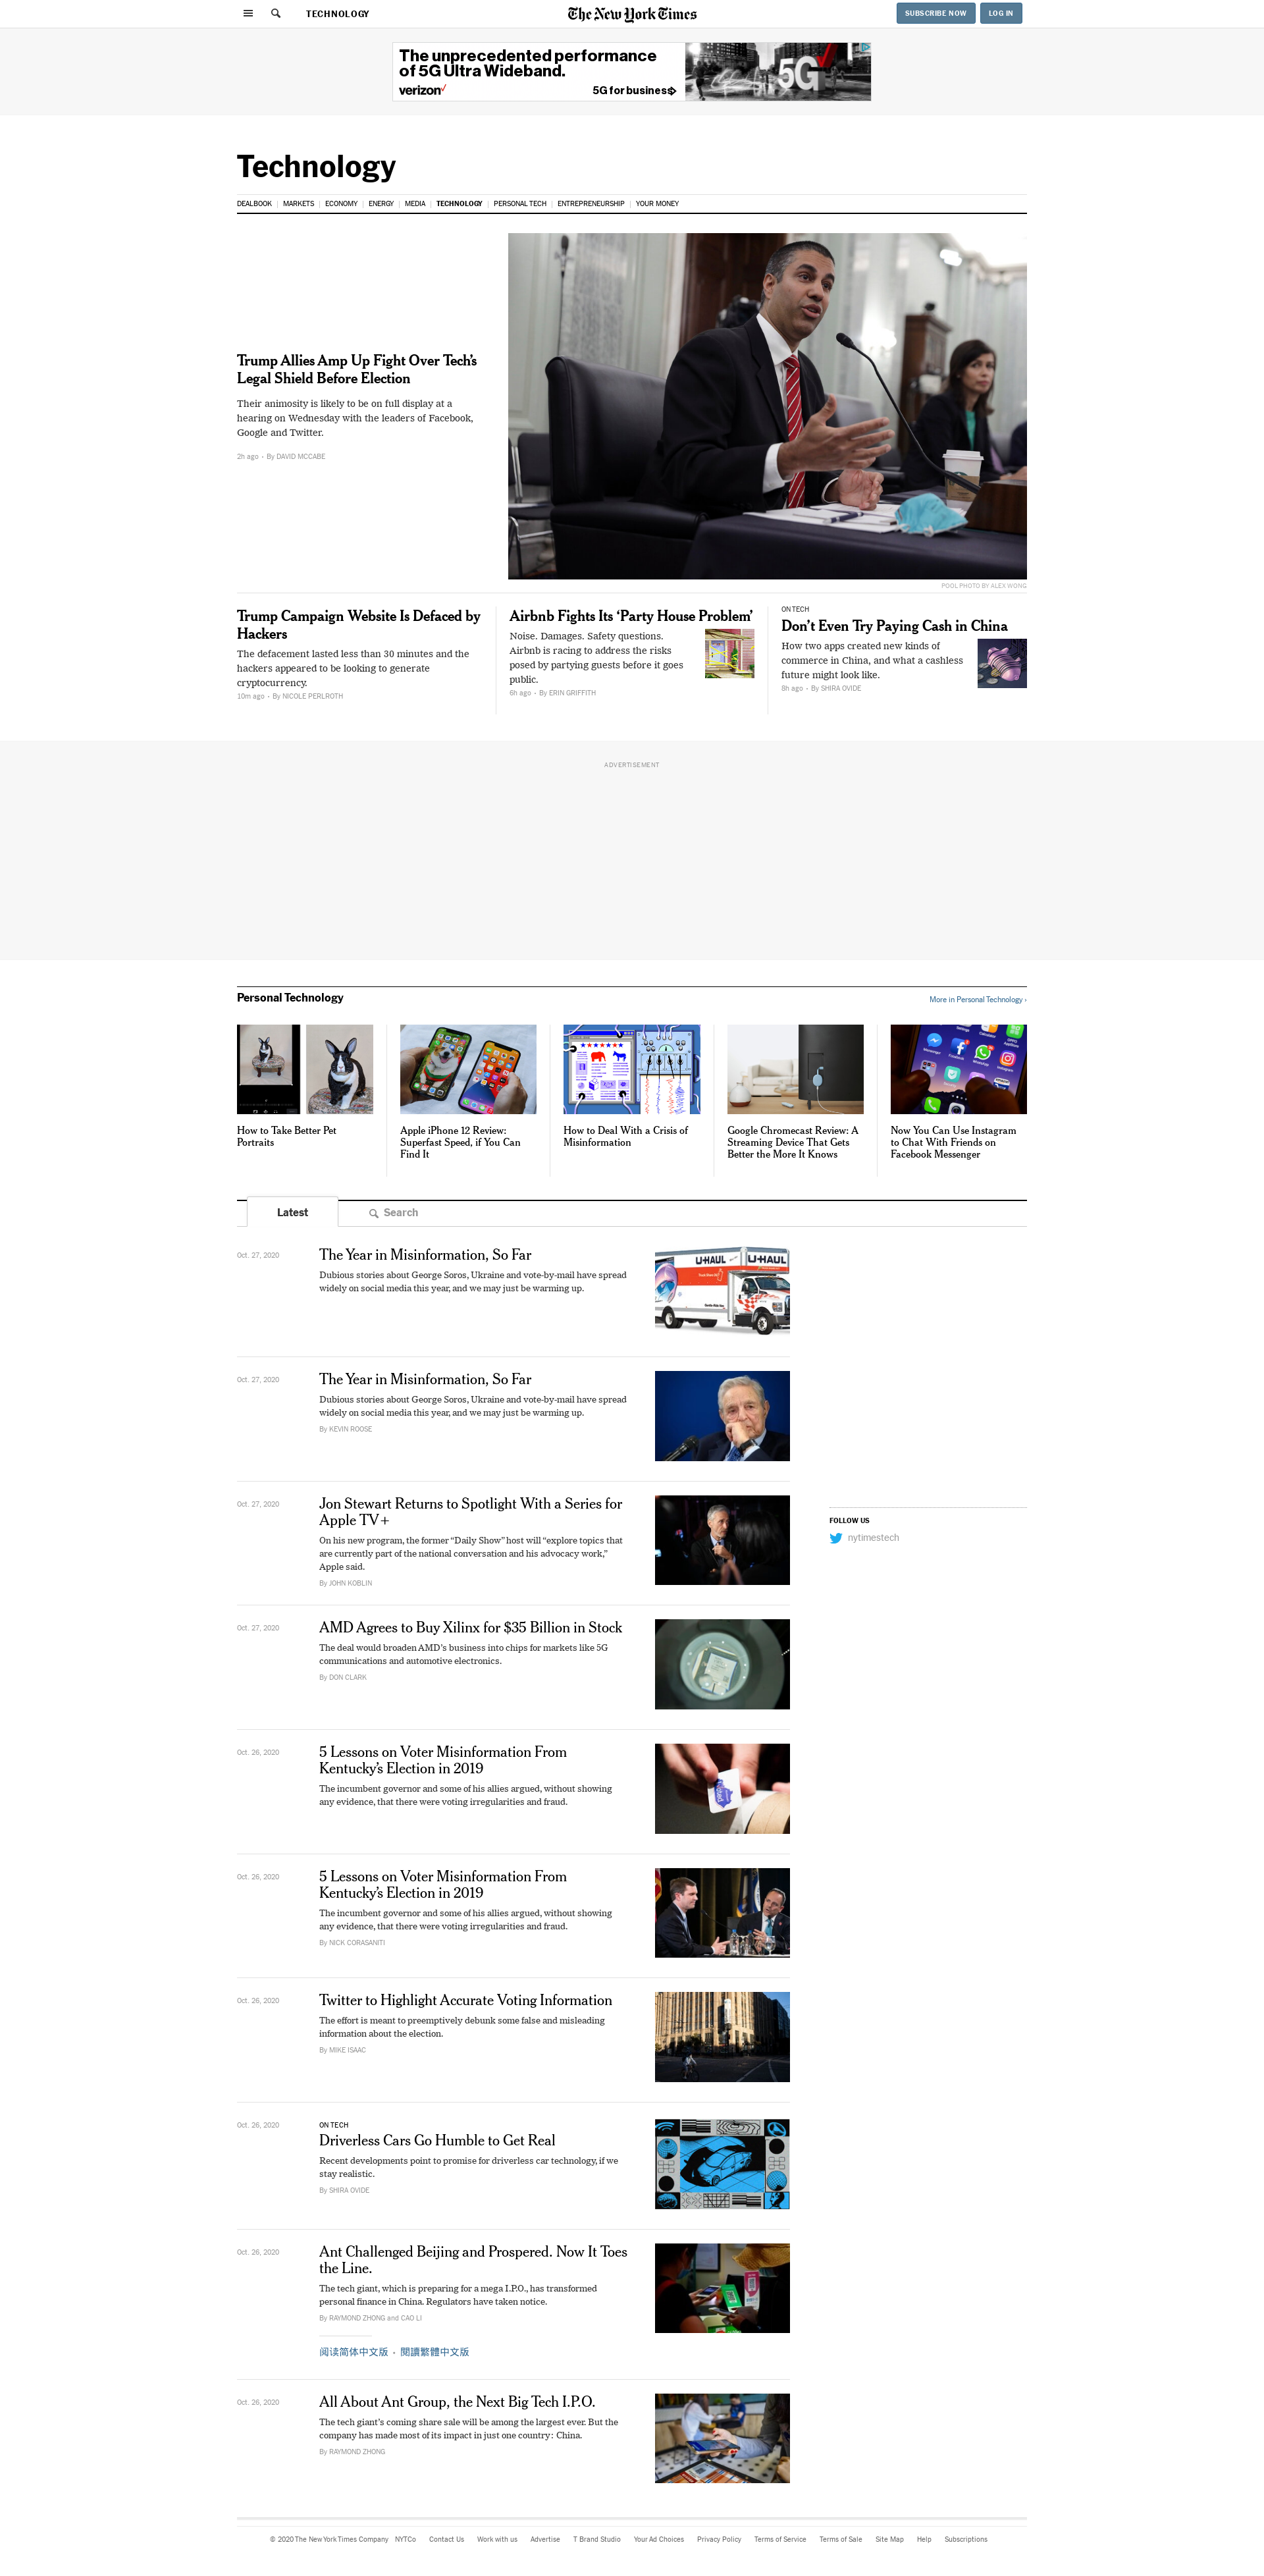 TECHNOLOGY
The New York Times
SUBSCRIBE NOW
LOG IN
The unprecedented performance
of 5G Ultra Wideband.
verizon
5G for business
5G
Technology
DEALBOOK
MARKETS
ECONOMY
ENERGY
MEDIA
TECHNOLOGY
PERSONAL TECH
ENTREPRENEURSHIP
YOUR MONEY
Trump Allies Amp Up Fight Over Tech’s
Legal Shield Before Election
Their animosity is likely to be on full display at a
hearing on Wednesday with the leaders of Facebook,
Google and Twitter.
2h ago • By DAVID MCCABE
POOL PHOTO BY ALEX WONG
Trump Campaign Website Is Defaced by
Hackers
The defacement lasted less than 30 minutes and the
hackers appeared to be looking to generate
cryptocurrency.
10m ago • By NICOLE PERLROTH
Airbnb Fights Its ‘Party House Problem’
Noise. Damages. Safety questions.
Airbnb is racing to address the risks
posed by partying guests before it goes
public.
6h ago • By ERIN GRIFFITH
ON TECH
Don’t Even Try Paying Cash in China
How two apps created new kinds of
commerce in China, and what a cashless
future might look like.
8h ago • By SHIRA OVIDE
ADVERTISEMENT
Personal Technology
More in Personal Technology ›
How to Take Better Pet
Portraits
Apple iPhone 12 Review:
Superfast Speed, if You Can
Find It
How to Deal With a Crisis of
Misinformation
Google Chromecast Review: A
Streaming Device That Gets
Better the More It Knows
Now You Can Use Instagram
to Chat With Friends on
Facebook Messenger
Latest
Search
Oct. 27, 2020
The Year in Misinformation, So Far
Dubious stories about George Soros, Ukraine and vote-by-mail have spread
widely on social media this year, and we may just be warming up.
U-HAUL
U-HAUL
Oct. 27, 2020
The Year in Misinformation, So Far
Dubious stories about George Soros, Ukraine and vote-by-mail have spread
widely on social media this year, and we may just be warming up.
By KEVIN ROOSE
Oct. 27, 2020
Jon Stewart Returns to Spotlight With a Series for
Apple TV+
On his new program, the former “Daily Show” host will “explore topics that
are currently part of the national conversation and his advocacy work,”
Apple said.
By JOHN KOBLIN
FOLLOW US
nytimestech
Oct. 27, 2020
AMD Agrees to Buy Xilinx for $35 Billion in Stock
The deal would broaden AMD’s business into chips for markets like 5G
communications and automotive electronics.
By DON CLARK
Oct. 26, 2020
5 Lessons on Voter Misinformation From
Kentucky’s Election in 2019
The incumbent governor and some of his allies argued, without showing
any evidence, that there were voting irregularities and fraud.
Oct. 26, 2020
5 Lessons on Voter Misinformation From
Kentucky’s Election in 2019
The incumbent governor and some of his allies argued, without showing
any evidence, that there were voting irregularities and fraud.
By NICK CORASANITI
Oct. 26, 2020
Twitter to Highlight Accurate Voting Information
The effort is meant to preemptively debunk some false and misleading
information about the election.
By MIKE ISAAC
Oct. 26, 2020
ON TECH
Driverless Cars Go Humble to Get Real
Recent developments point to promise for driverless car technology, if we
stay realistic.
By SHIRA OVIDE
Oct. 26, 2020
Ant Challenged Beijing and Prospered. Now It Toes
the Line.
The tech giant, which is preparing for a mega I.P.O., has transformed
personal finance in China. Regulators have taken notice.
By RAYMOND ZHONG and CAO LI
阅读简体中文版 • 閱讀繁體中文版
Oct. 26, 2020
All About Ant Group, the Next Big Tech I.P.O.
The tech giant’s coming share sale will be among the largest ever. But the
company has made most of its impact in just one country: China.
By RAYMOND ZHONG
© 2020 The New York Times Company
NYTCo
Contact Us
Work with us
Advertise
T Brand Studio
Your Ad Choices
Privacy Policy
Terms of Service
Terms of Sale
Site Map
Help
Subscriptions